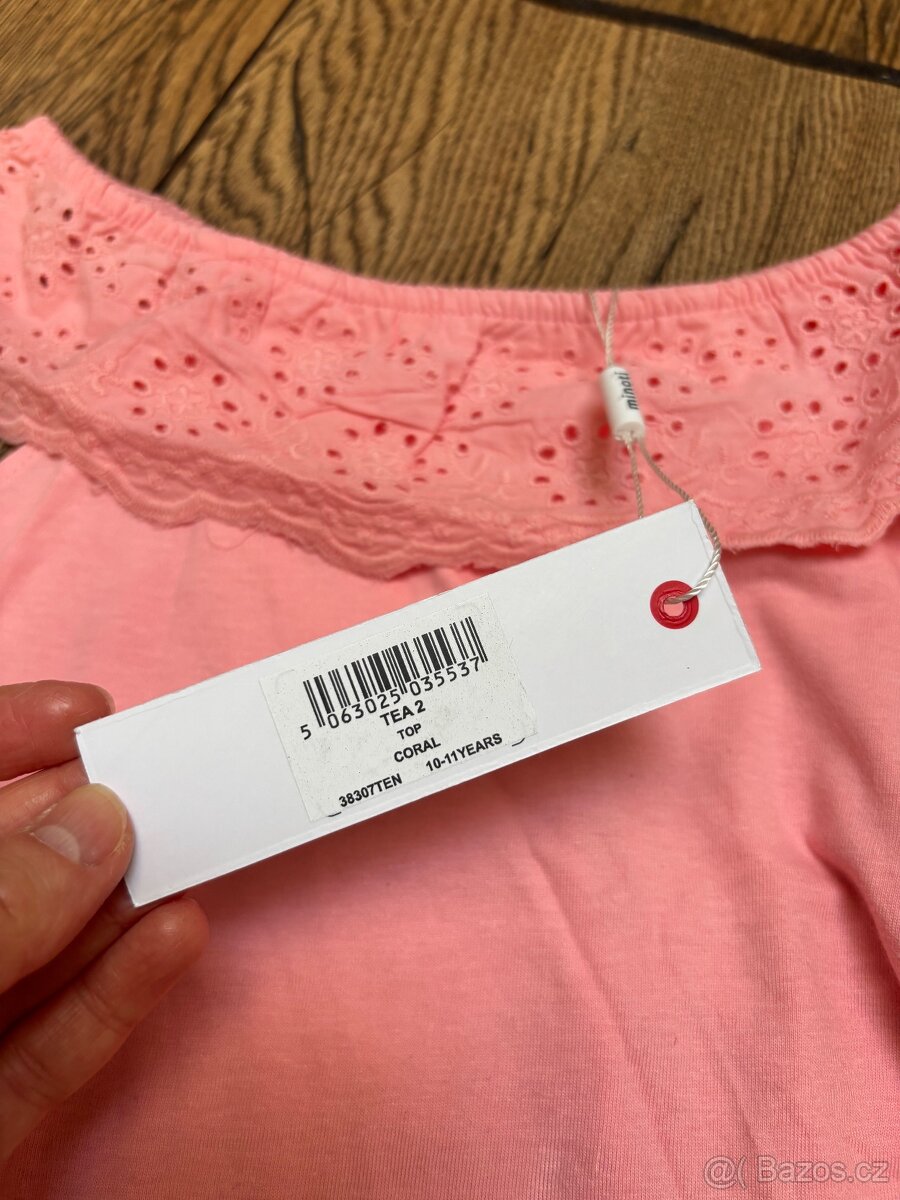 minoti
5 063025 035537
TEA 2
TOP
CORAL
38307TEN 10-11YEARS
@( Bazos.cz